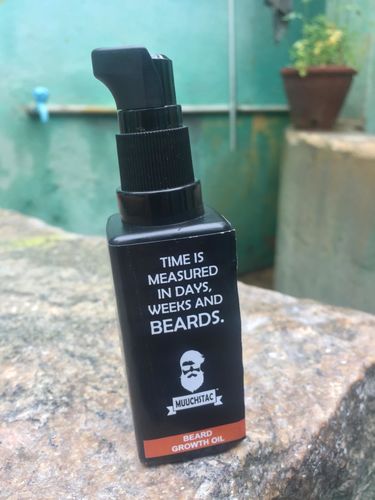 TIME IS
MEASURED
IN DAYS,
WEEKS AND
BEARDS.
MUUCHSTAC
BEARD
GROWTH OIL